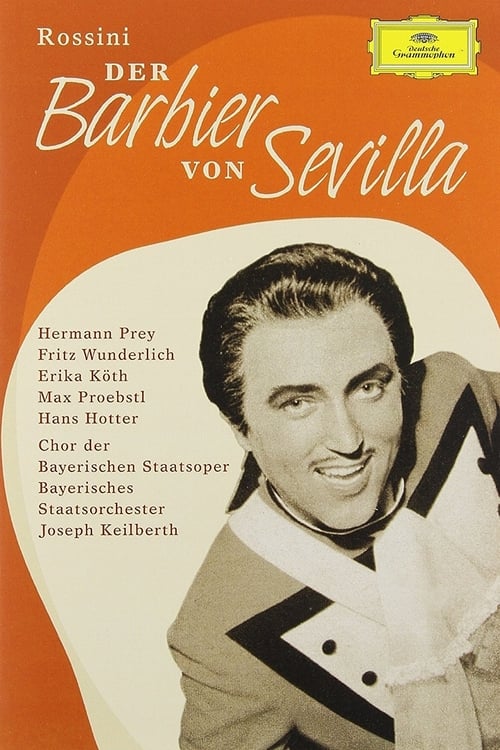 Rossini
Deutsche
Grammophon
DER
Barbier
VON
Sevilla
Hermann Prey
Fritz Wunderlich
Erika Köth
Max Proebstl
Hans Hotter
Chor der
Bayerischen Staatsoper
Bayerisches
Staatsorchester
Joseph Keilberth